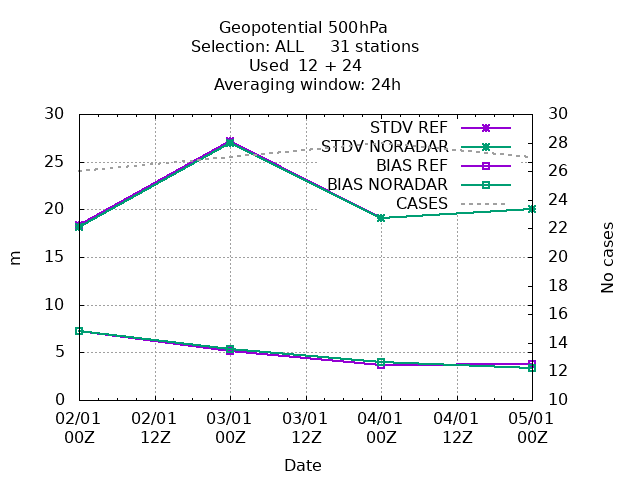 Geopotential 500hPa
Selection: ALL     31 stations
Used  12 + 24
Averaging window: 24h
STDV REF
STDV NORADAR
BIAS REF
BIAS NORADAR
CASES
30
25
20
15
10
5
0
m
30
28
26
24
22
20
18
16
14
12
10
No cases
02/01 02/01 03/01 03/01 04/01 04/01 05/01
00Z 12Z 00Z 12Z 00Z 12Z 00Z
Date